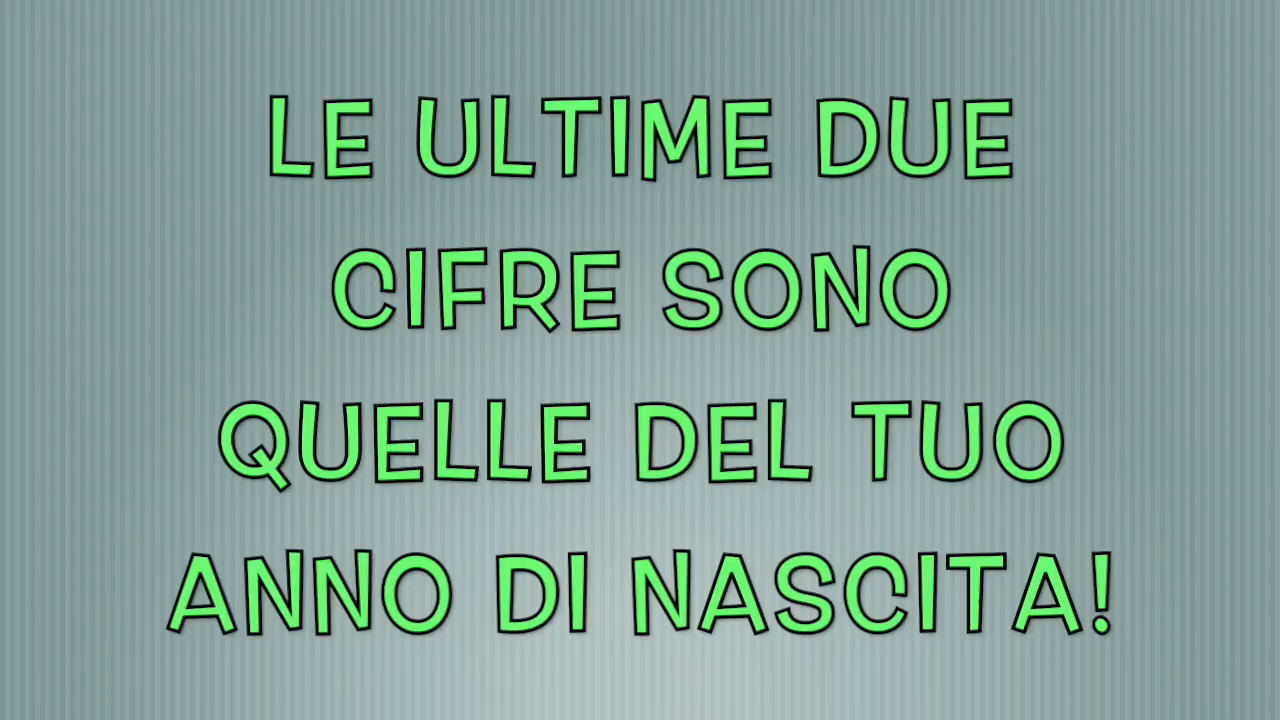 LE ULTIME DUE
CIFRE SONO
QUELLE DEL TUO
ANNO DI NASCITA!